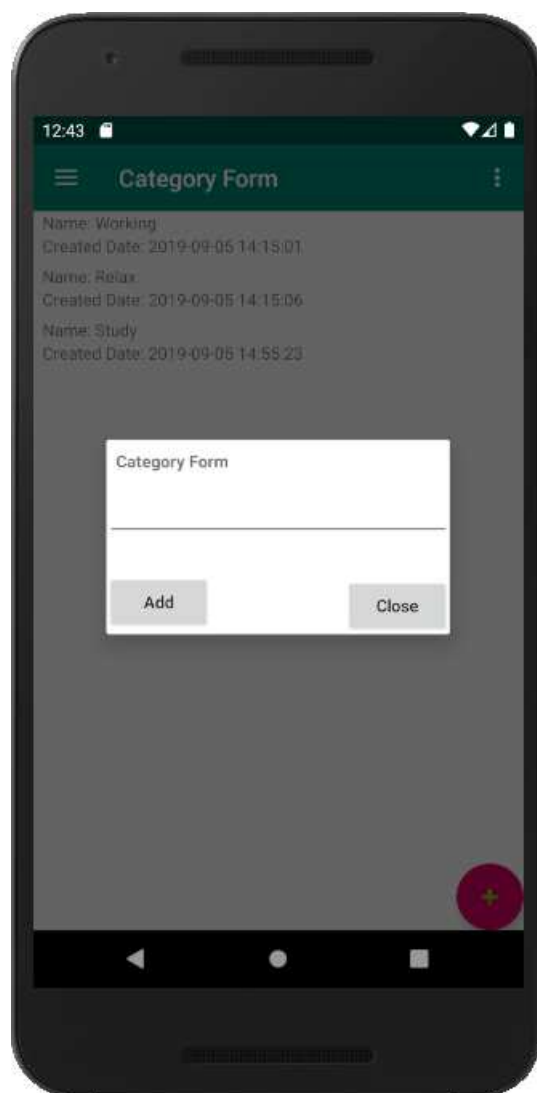 12:43
Category Form
Name: Working
Created Date: 2019-09-05 14:15:01
Name: Relax
Created Date: 2019-09-05 14:15:06
Name: Study
Created Date: 2019-09-05 14:55:23
Category Form
Add
Close